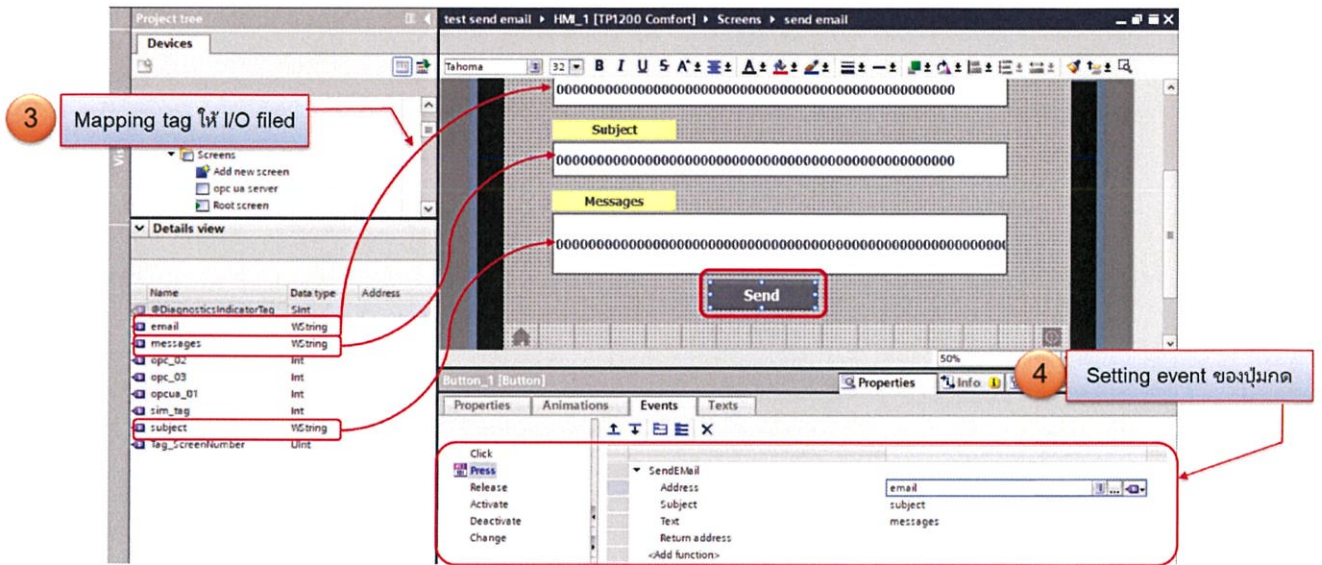 Project tree
test send email ▸ HMI_1 [TP1200 Comfort] ▸ Screens ▸ send email
Devices
Tahoma 32 B I U S A
3 Mapping tag ให้ I/O filed
Screens
Add new screen
opc ua server
Root screen
000000000000000000000000000000000000000000000000000000
Subject
000000000000000000000000000000000000000000000000000000
Messages
Send
50%
Details view
Name Data type Address
@DiagnosticsIndicatorTag SInt
email WString
messages WString
opc_02 Int
opc_03 Int
opcua_01 Int
sim_tag Int
subject WString
Tag_ScreenNumber UInt
4 Setting event ของปุ่มกด
Button_1 [Button]
Properties Info
Properties Animations Events Texts
Click
Press
Release
Activate
Deactivate
Change
SendEMail
Address email
Subject subject
Text messages
Return address
<Add function>